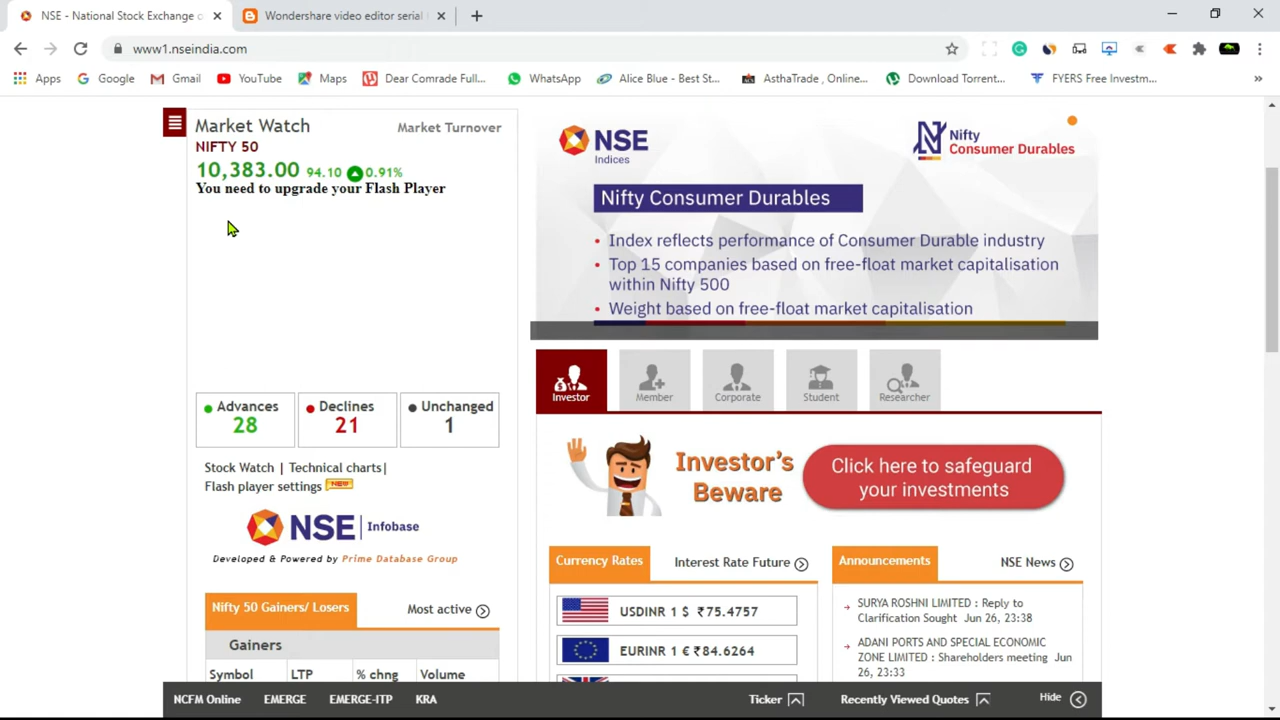 NSE - National Stock Exchange o
Wondershare video editor serial
www1.nseindia.com
Apps
Google
Gmail
YouTube
Maps
Dear Comrade Full...
WhatsApp
Alice Blue - Best St...
AsthaTrade , Online...
Download Torrent...
FYERS Free Investm...
Market Watch
Market Turnover
NIFTY 50
10,383.00 94.10 0.91%
You need to upgrade your Flash Player
NSE
Indices
Nifty
Consumer Durables
Nifty Consumer Durables
• Index reflects performance of Consumer Durable industry
• Top 15 companies based on free-float market capitalisation
within Nifty 500
• Weight based on free-float market capitalisation
Investor
Member
Corporate
Student
Researcher
Advances
28
Declines
21
Unchanged
1
Stock Watch | Technical charts|
Flash player settings NEW
NSE Infobase
Developed & Powered by Prime Database Group
Investor's
Beware
Click here to safeguard
your investments
Nifty 50 Gainers/ Losers
Most active
Gainers
Symbol LTP % chng Volume
Currency Rates
Interest Rate Future
USDINR 1 $ ₹75.4757
EURINR 1 € ₹84.6264
Announcements
NSE News
SURYA ROSHNI LIMITED : Reply to
Clarification Sought Jun 26, 23:38
ADANI PORTS AND SPECIAL ECONOMIC
ZONE LIMITED : Shareholders meeting Jun
26, 23:33
NCFM Online
EMERGE
EMERGE-ITP
KRA
Ticker
Recently Viewed Quotes
Hide